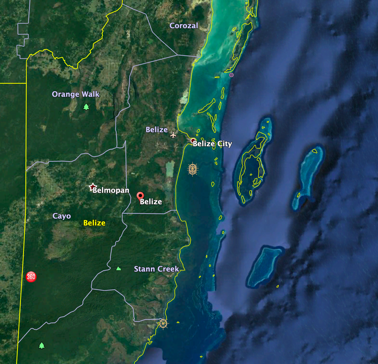 Corozal
Orange Walk
Belize
Belize City
Belmopan
Belize
Cayo
Belize
Stann Creek